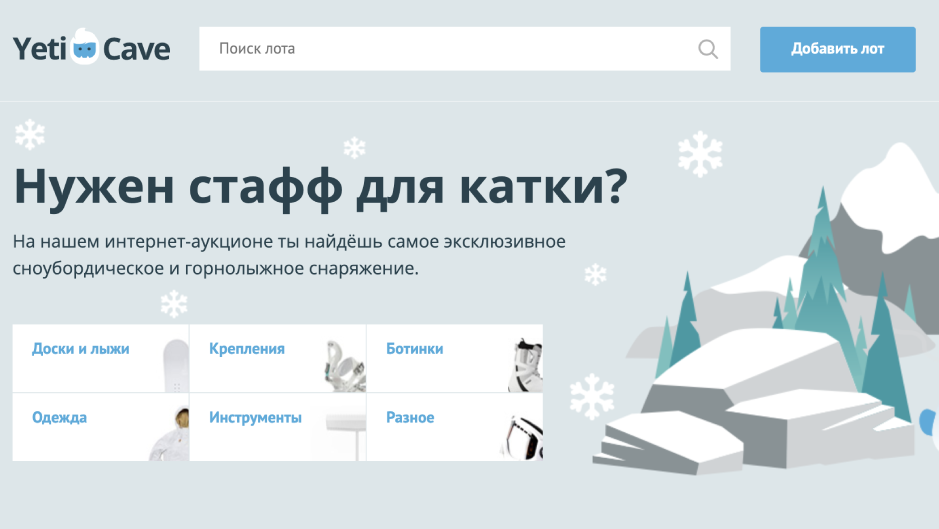 Yeti Cave
Поиск лота
Добавить лот
Нужен стафф для катки?
На нашем интернет-аукционе ты найдёшь самое эксклюзивное
сноубордическое и горнолыжное снаряжение.
Доски и лыжи
Крепления
Ботинки
Одежда
Инструменты
Разное